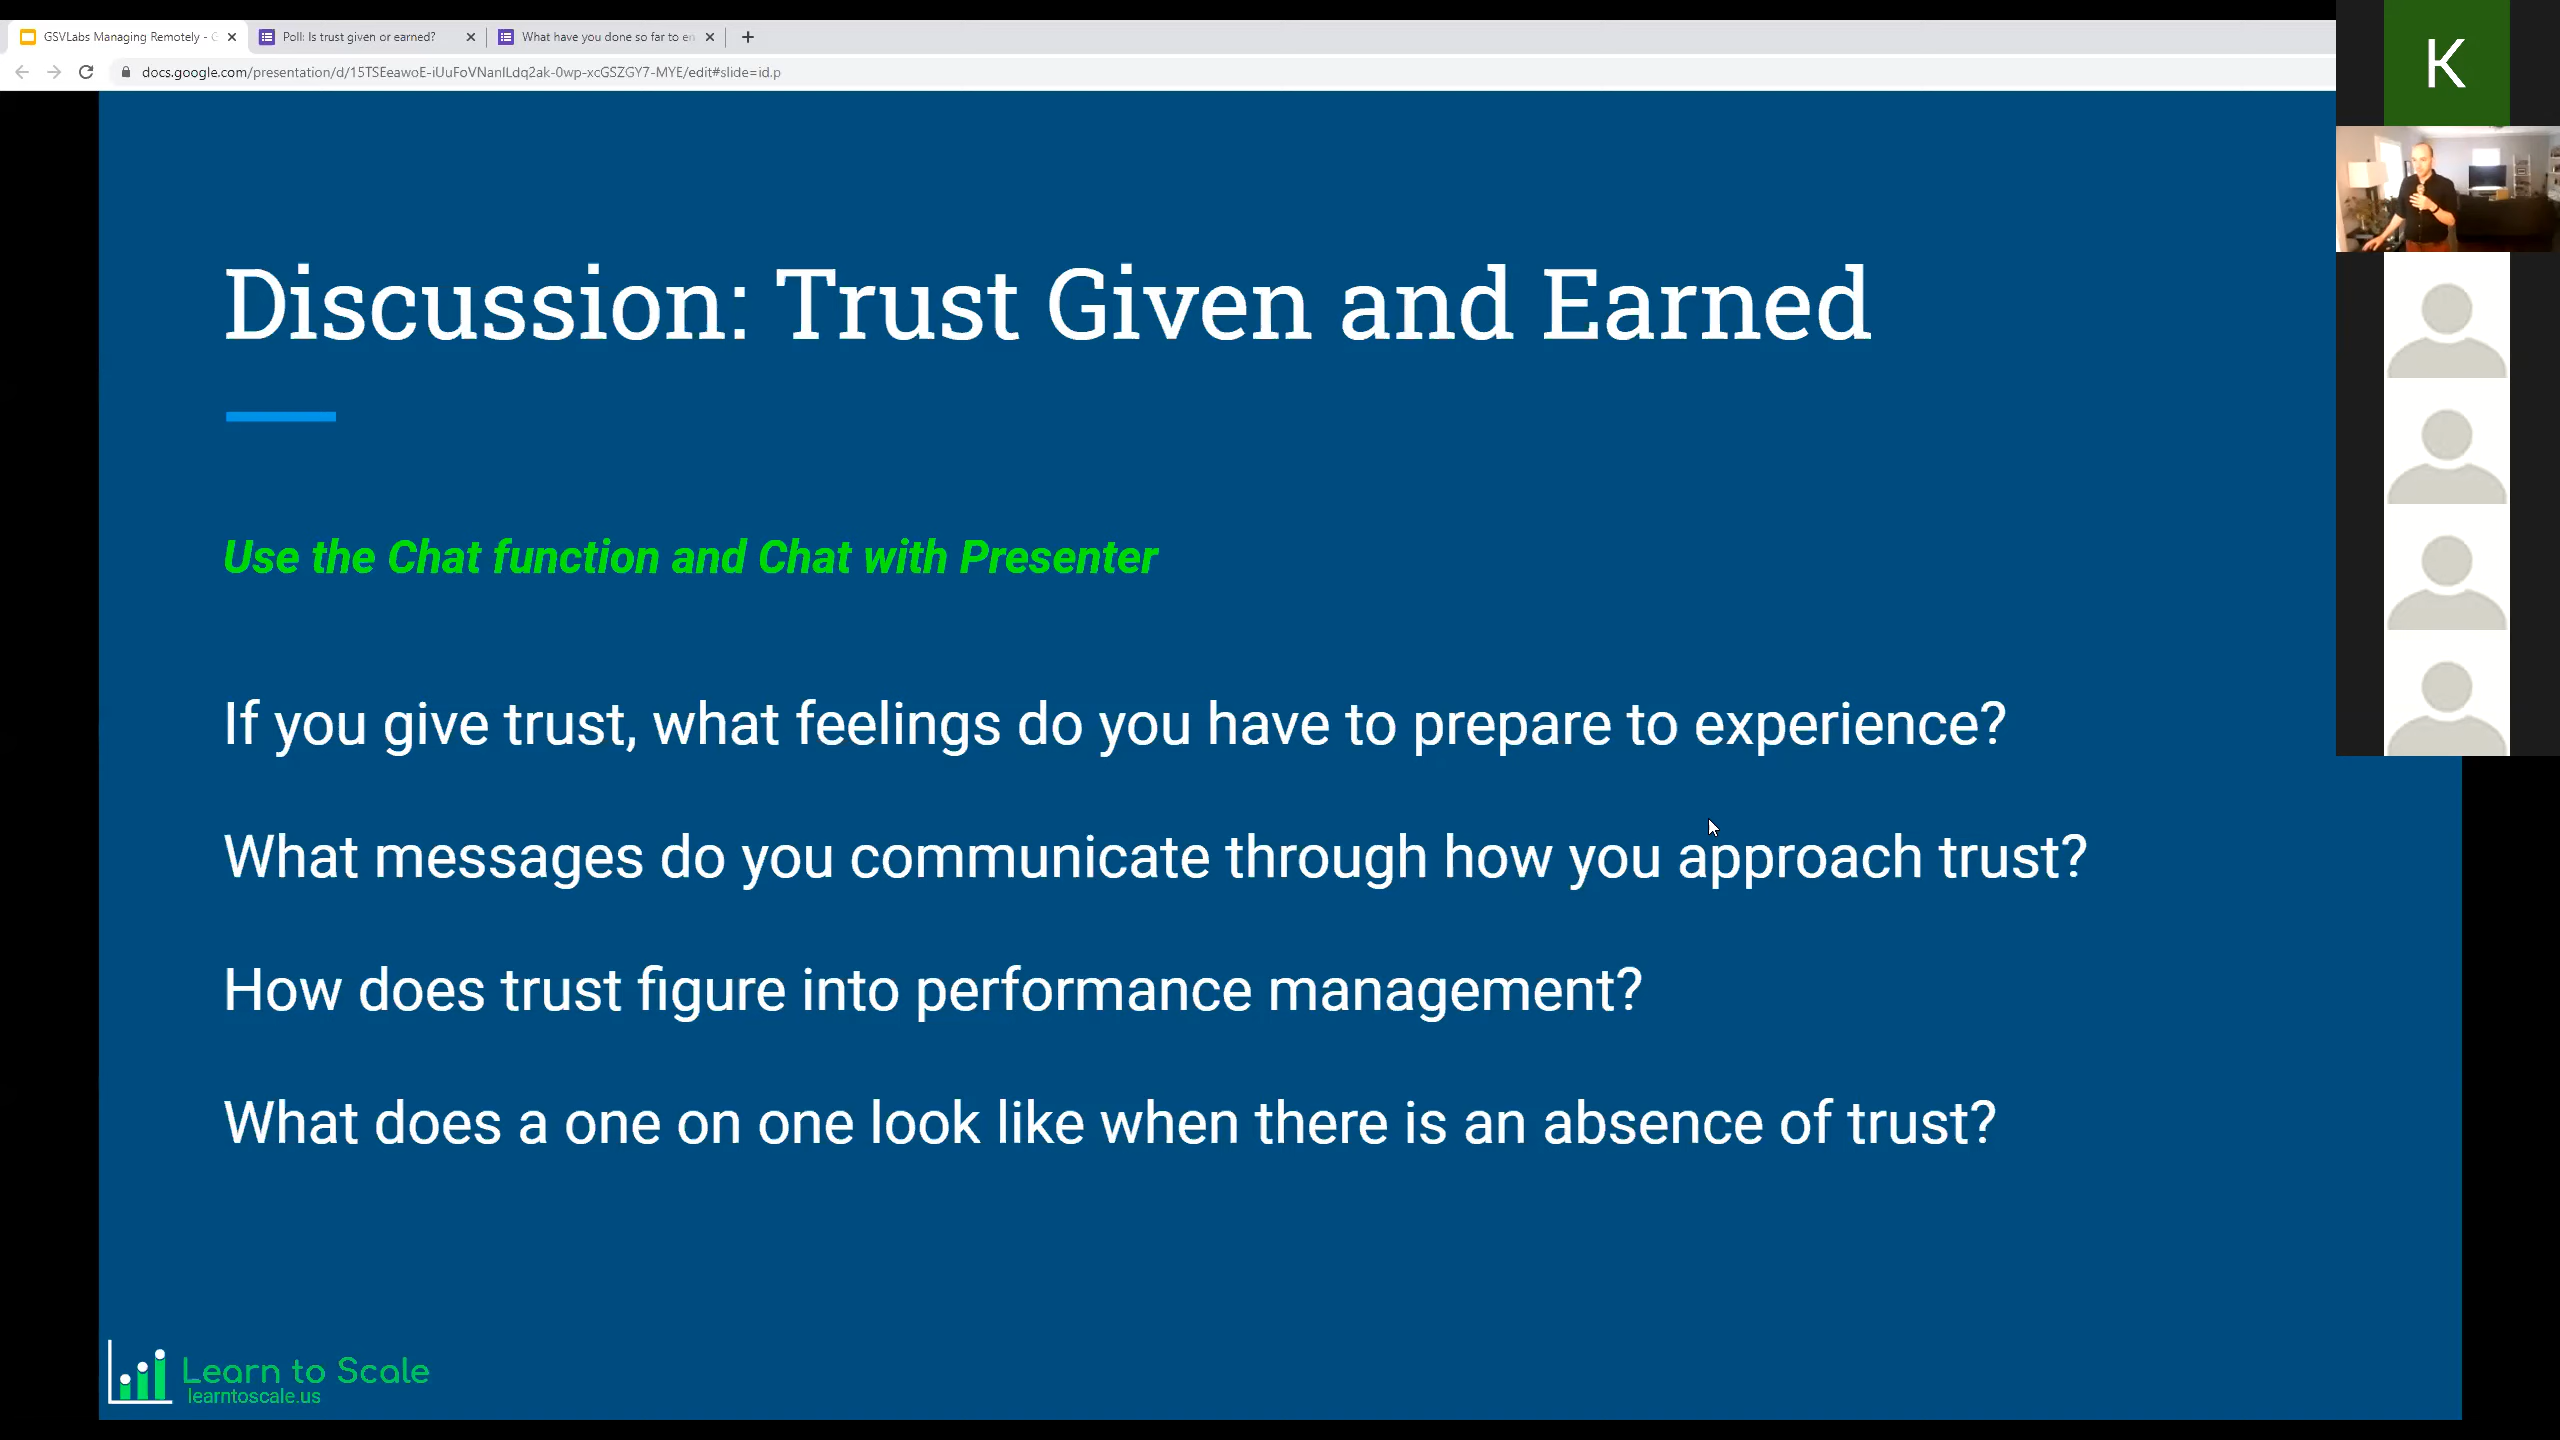 GSVLabs Managing Remotely - G
Poll: Is trust given or earned?
What have you done so far to en
docs.google.com/presentation/d/15TSEeawoE-iUuFoVNanILdq2ak-0wp-xcGSZGY7-MYE/edit#slide=id.p
K
Discussion: Trust Given and Earned
Use the Chat function and Chat with Presenter
If you give trust, what feelings do you have to prepare to experience?
What messages do you communicate through how you approach trust?
How does trust figure into performance management?
What does a one on one look like when there is an absence of trust?
Learn to Scale
learntoscale.us